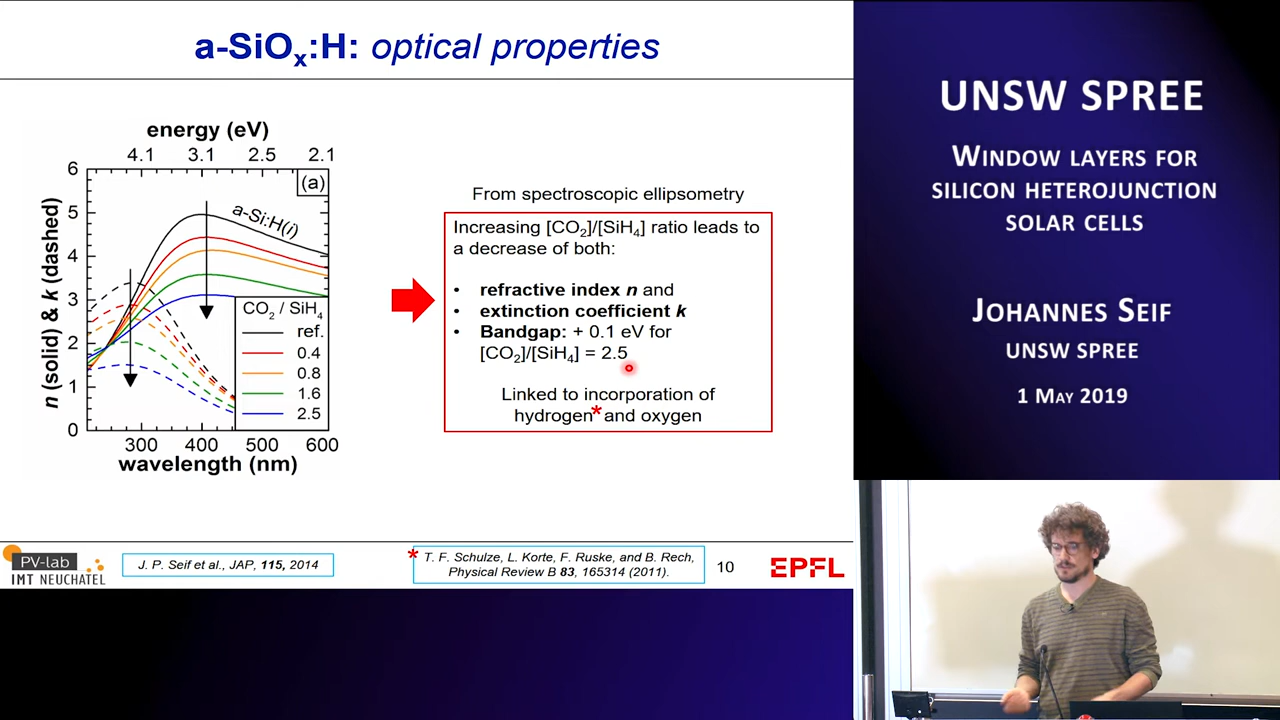 a-SiOx:H: optical properties
energy (eV)
4.1 3.1 2.5 2.1
6
5
4
3
2
1
0
(a)
a-Si:H(i)
n (solid) & k (dashed)
CO2 / SiH4
ref.
0.4
0.8
1.6
2.5
300 400 500 600
wavelength (nm)
From spectroscopic ellipsometry
Increasing [CO2]/[SiH4] ratio leads to
a decrease of both:
• refractive index n and
• extinction coefficient k
• Bandgap: + 0.1 eV for
[CO2]/[SiH4] = 2.5
Linked to incorporation of
hydrogen* and oxygen
PV-lab
IMT NEUCHATEL
J. P. Seif et al., JAP, 115, 2014
* T. F. Schulze, L. Korte, F. Ruske, and B. Rech,
Physical Review B 83, 165314 (2011).
10
EPFL
UNSW SPREE
WINDOW LAYERS FOR
SILICON HETEROJUNCTION
SOLAR CELLS
JOHANNES SEIF
UNSW SPREE
1 MAY 2019